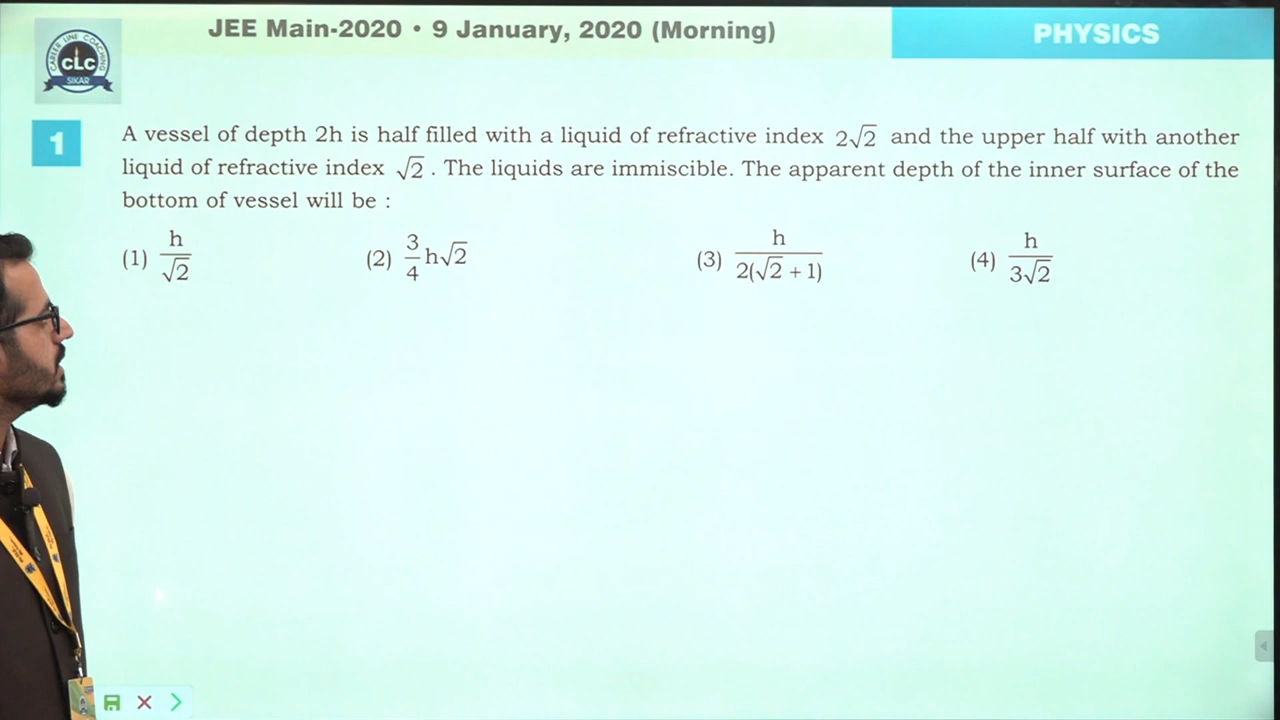 JEE Main-2020 • 9 January, 2020 (Morning)
PHYSICS
CAREER LINE COACHING
CLC
SIKAR
1
A vessel of depth 2h is half filled with a liquid of refractive index 2√2 and the upper half with another
liquid of refractive index √2 . The liquids are immiscible. The apparent depth of the inner surface of the
bottom of vessel will be :
(1) h/√2 (2) 3/4 h√2 (3) h/2(√2 + 1) (4) h/3√2